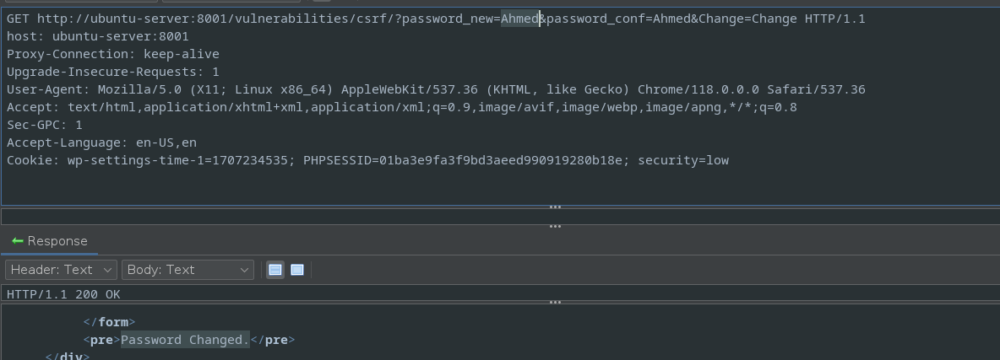 GET http://ubuntu-server:8001/vulnerabilities/csrf/?password_new=Ahmed&password_conf=Ahmed&Change=Change HTTP/1.1
host: ubuntu-server:8001
Proxy-Connection: keep-alive
Upgrade-Insecure-Requests: 1
User-Agent: Mozilla/5.0 (X11; Linux x86_64) AppleWebKit/537.36 (KHTML, like Gecko) Chrome/118.0.0.0 Safari/537.36
Accept: text/html,application/xhtml+xml,application/xml;q=0.9,image/avif,image/webp,image/apng,*/*;q=0.8
Sec-GPC: 1
Accept-Language: en-US,en
Cookie: wp-settings-time-1=1707234535; PHPSESSID=01ba3e9fa3f9bd3aeed990919280b18e; security=low
Response
Header: Text Body: Text
HTTP/1.1 200 OK
</form>
<pre>Password Changed.</pre>
</div>